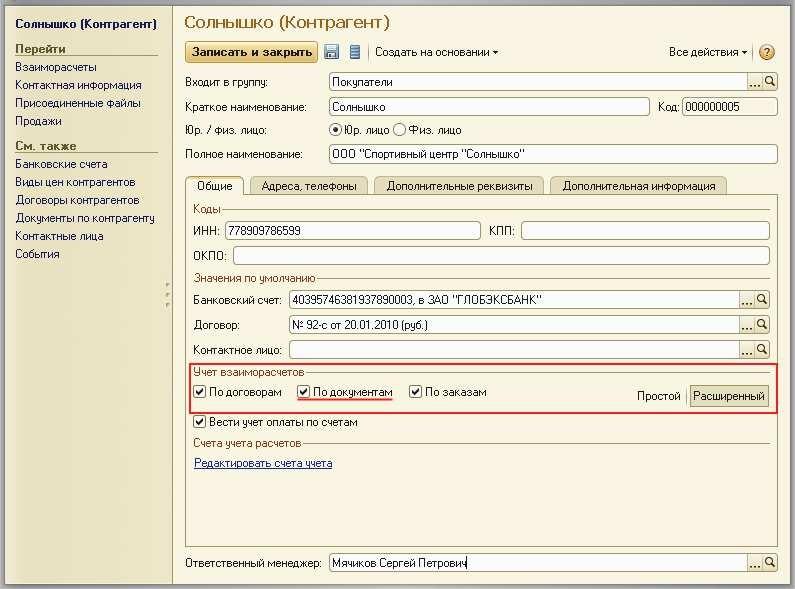 Солнышко (Контрагент)
Перейти
Взаиморасчеты
Контактная информация
Присоединенные файлы
Продажи
См. также
Банковские счета
Виды цен контрагентов
Договоры контрагентов
Документы по контрагенту
Контактные лица
События
Солнышко (Контрагент)
Записать и закрыть Создать на основании Все действия ?
Входит в группу: Покупатели ...
Краткое наименование: Солнышко Код: 000000005
Юр. / физ. лицо: Юр. лицо Физ. лицо
Полное наименование: ООО "Спортивный центр "Солнышко"
Общие Адреса, телефоны Дополнительные реквизиты Дополнительная информация
Коды
ИНН: 778909786599 КПП:
ОКПО:
Значения по умолчанию
Банковский счет: 40395746381937890003, в ЗАО "ГЛОБЭКСБАНК" ...
Договор: № 92-с от 20.01.2010 (руб.) ...
Контактное лицо: ...
Учет взаиморасчетов
По договорам По документам По заказам Простой Расширенный
Вести учет оплаты по счетам
Счета учета расчетов
Редактировать счета учета
Ответственный менеджер: Мячиков Сергей Петрович ...